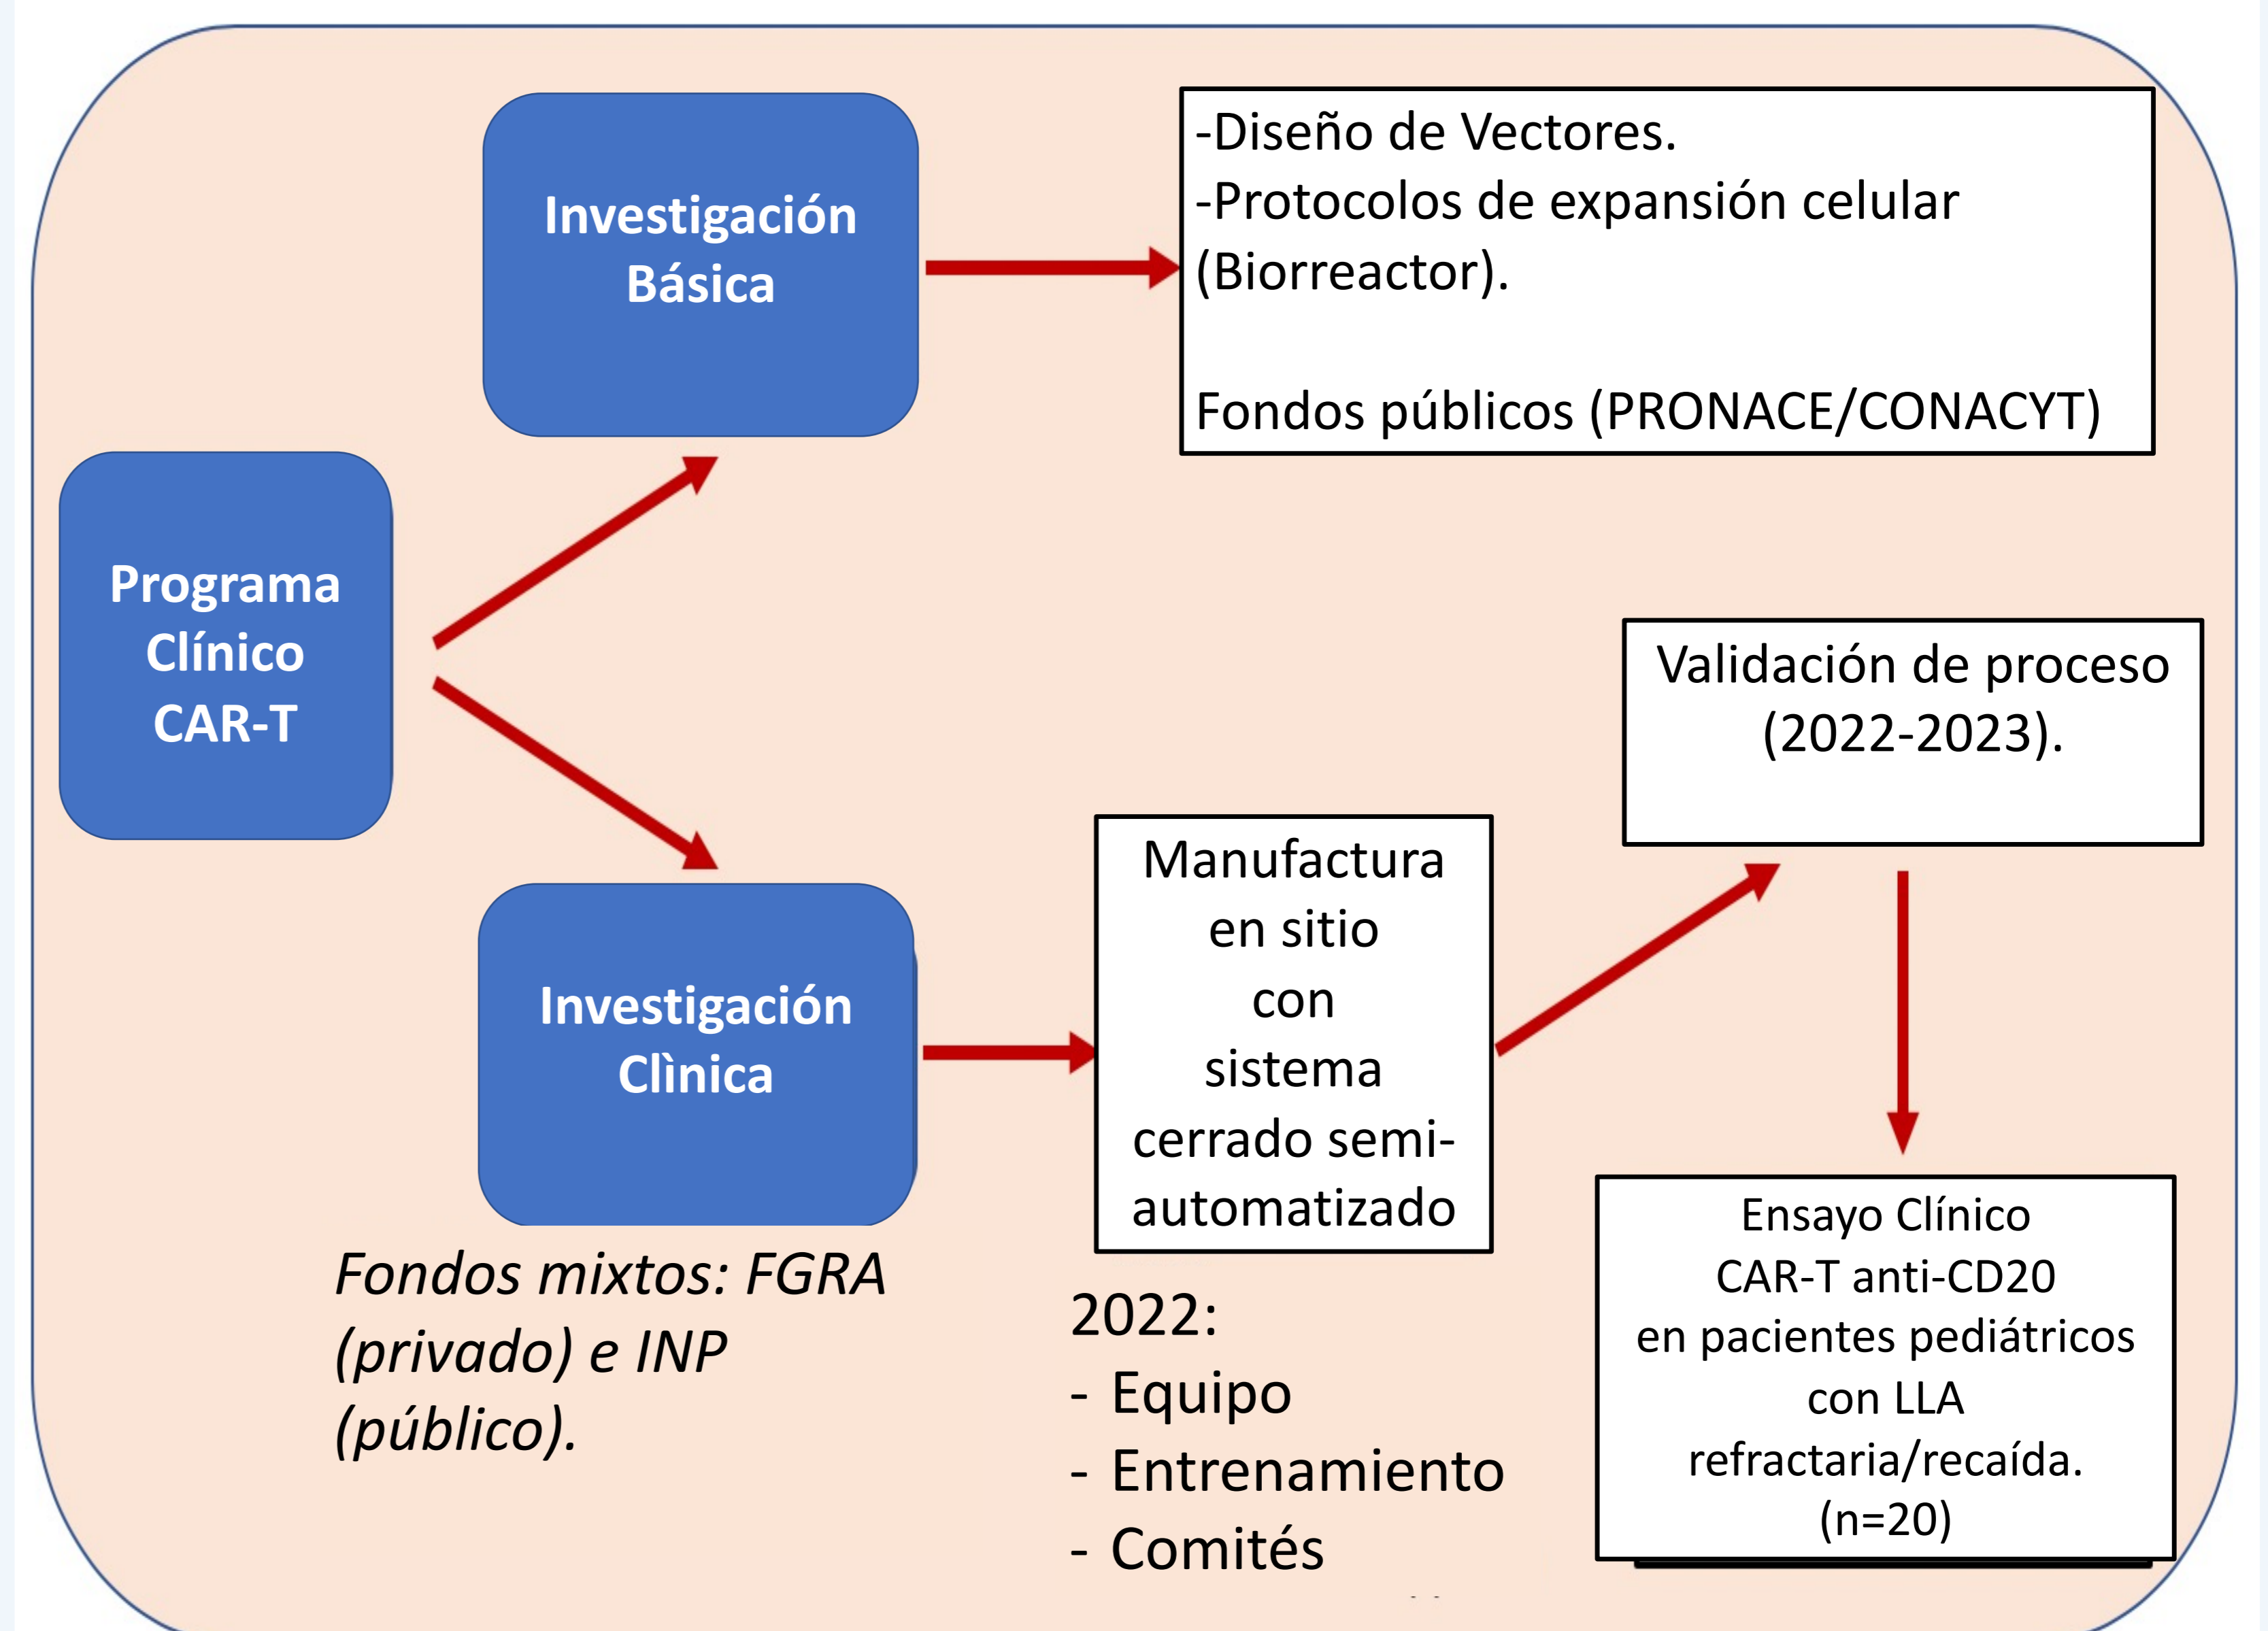 Investigación
Básica
-Diseño de Vectores.
-Protocolos de expansión celular
(Biorreactor).
Fondos públicos (PRONACE/CONACYT)
Programa
Clínico
CAR-T
Validación de proceso
(2022-2023).
Investigación
Clìnica
Manufactura
en sitio
con
sistema
cerrado semi-
automatizado
Fondos mixtos: FGRA
(privado) e INP
(público).
2022:
- Equipo
- Entrenamiento
- Comités
Ensayo Clínico
CAR-T anti-CD20
en pacientes pediátricos
con LLA
refractaria/recaída.
(n=20)